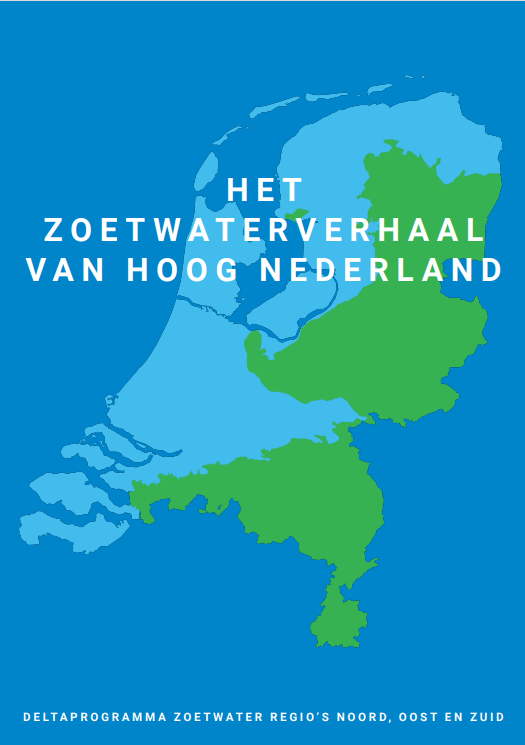 HET
ZOETWATERVERHAAL
VAN HOOG NEDERLAND
DELTAPROGRAMMA ZOETWATER REGIO'S NOORD, OOST EN ZUID